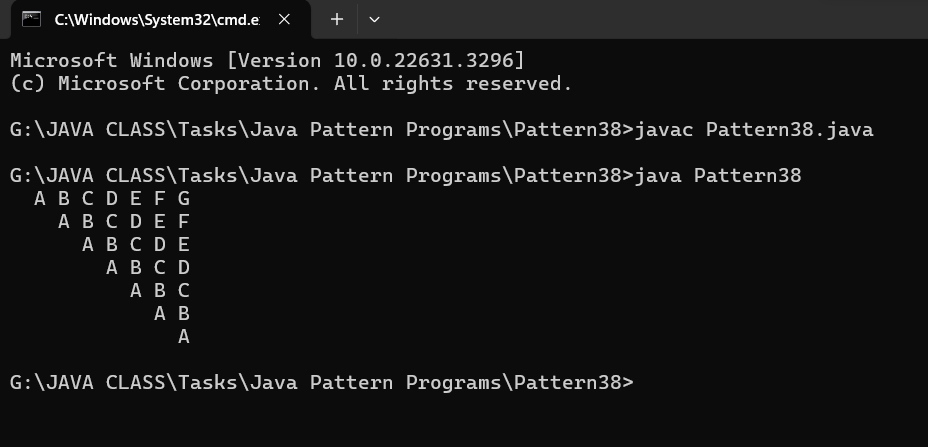 C:\Windows\System32\cmd.e
Microsoft Windows [Version 10.0.22631.3296]
(c) Microsoft Corporation. All rights reserved.
G:\JAVA CLASS\Tasks\Java Pattern Programs\Pattern38>javac Pattern38.java
G:\JAVA CLASS\Tasks\Java Pattern Programs\Pattern38>java Pattern38
  A B C D E F G
    A B C D E F
      A B C D E
        A B C D
          A B C
            A B
              A
G:\JAVA CLASS\Tasks\Java Pattern Programs\Pattern38>